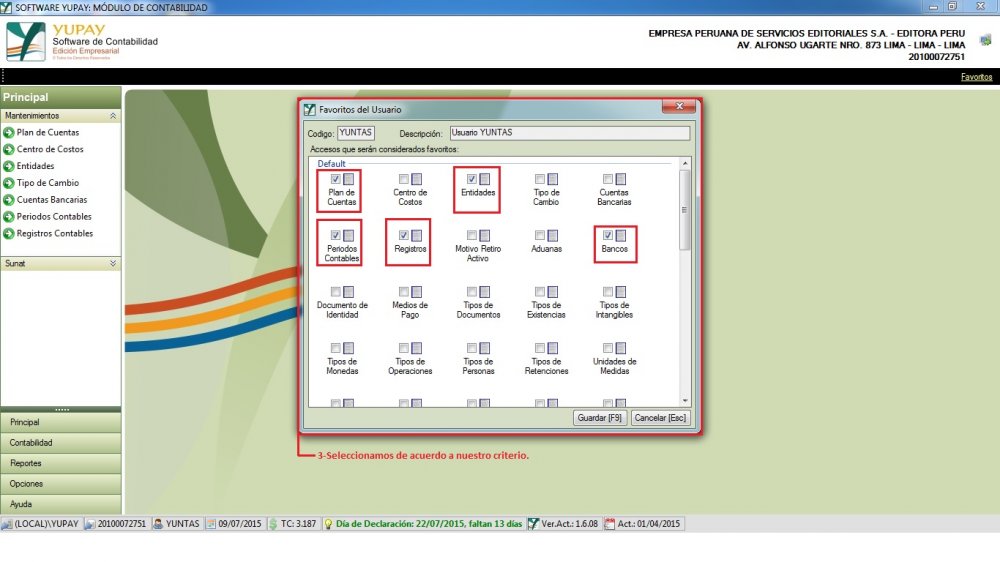 SOFTWARE YUPAY: MÓDULO DE CONTABILIDAD
YUPAY
Software de Contabilidad
Edición Empresarial
EMPRESA PERUANA DE SERVICIOS EDITORIALES S.A. - EDITORA PERU
AV. ALFONSO UGARTE NRO. 873 LIMA - LIMA - LIMA
20100072751
Favoritos
Principal
Mantenimientos
Plan de Cuentas
Centro de Costos
Entidades
Tipo de Cambio
Cuentas Bancarias
Periodos Contables
Registros Contables
Sunat
Principal
Contabilidad
Reportes
Opciones
Ayuda
Favoritos del Usuario
Codigo: YUNTAS Descripción: Usuario YUNTAS
Accesos que serán considerados favoritos:
Default
Plan de Cuentas
Centro de Costos
Entidades
Tipo de Cambio
Cuentas Bancarias
Periodos Contables
Registros
Motivo Retiro Activo
Aduanas
Bancos
Documento de Identidad
Medios de Pago
Tipos de Documentos
Tipos de Existencias
Tipos de Intangibles
Tipos de Monedas
Tipos de Operaciones
Tipos de Personas
Tipos de Retenciones
Unidades de Medidas
Guardar [F9] Cancelar [Esc]
3-Seleccionamos de acuerdo a nuestro criterio.
(LOCAL)\YUPAY 20100072751 YUNTAS 09/07/2015 TC: 3.187 Día de Declaración: 22/07/2015, faltan 13 días Ver.Act.: 1.6.08 Act.: 01/04/2015